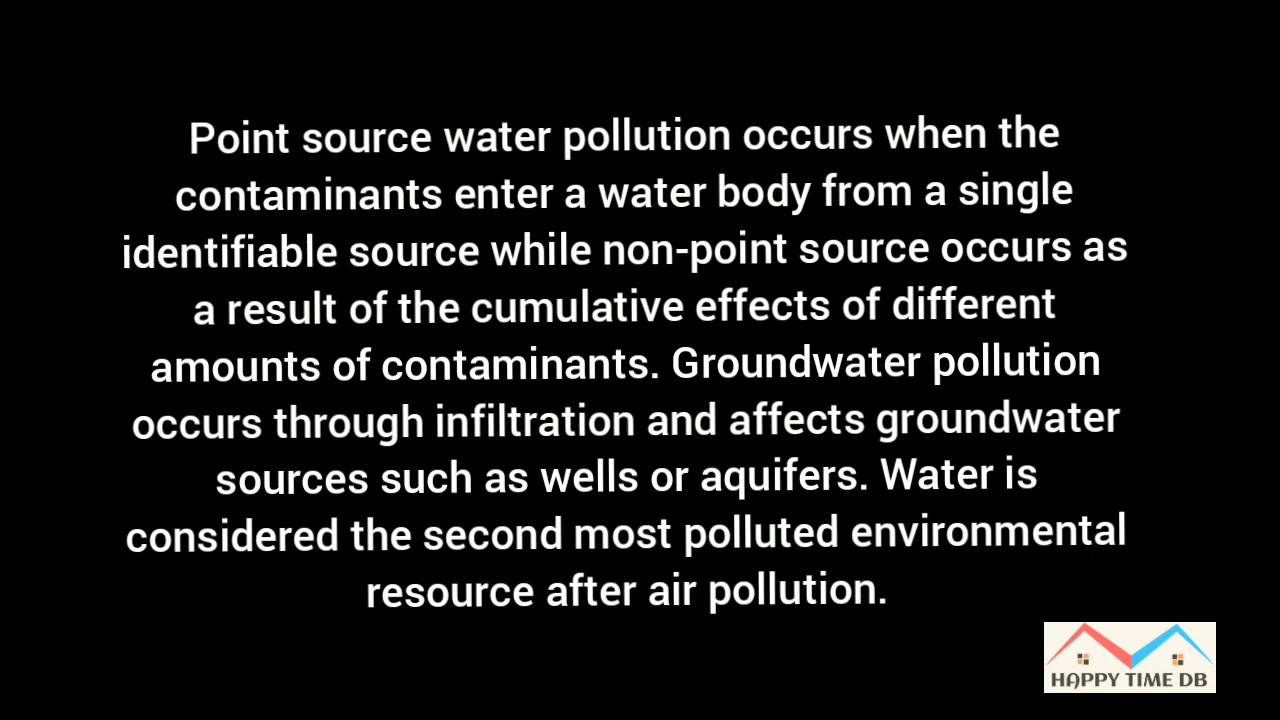 Point source water pollution occurs when the
contaminants enter a water body from a single
identifiable source while non-point source occurs as
a result of the cumulative effects of different
amounts of contaminants. Groundwater pollution
occurs through infiltration and affects groundwater
sources such as wells or aquifers. Water is
considered the second most polluted environmental
resource after air pollution.
HAPPY TIME DB